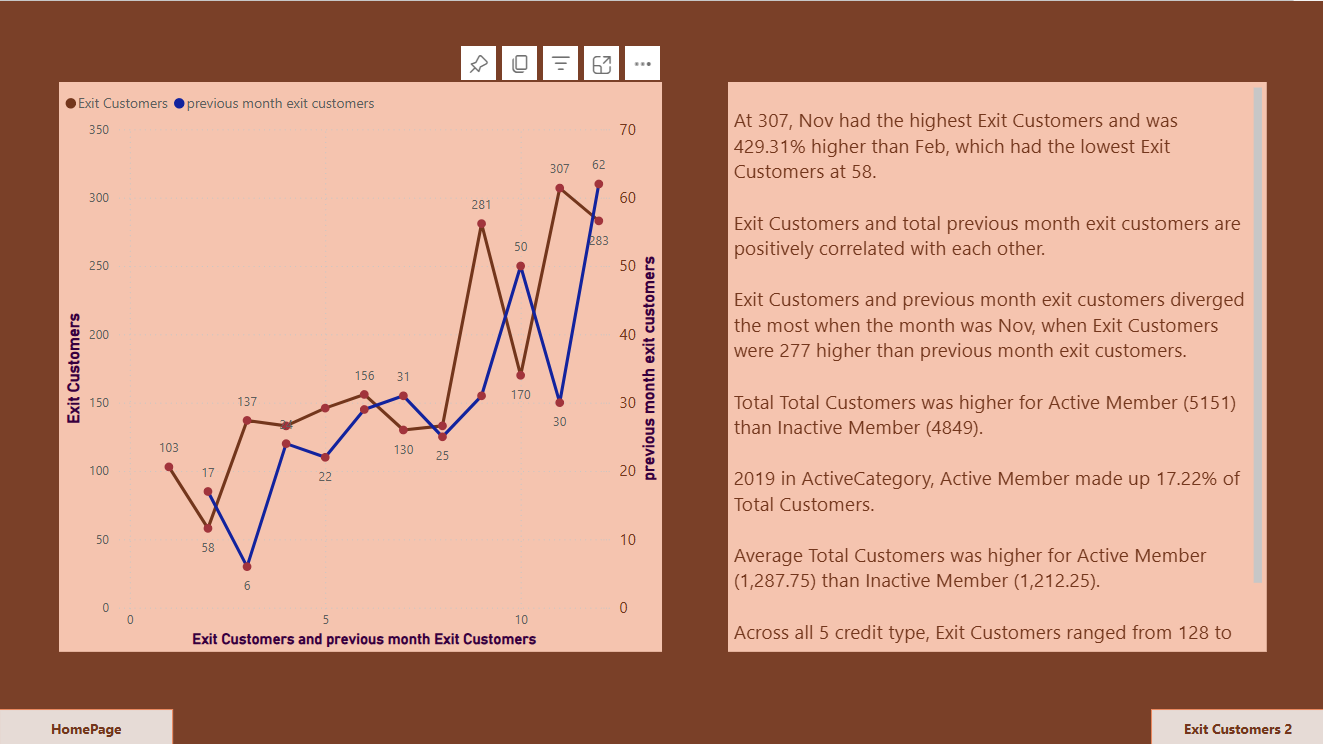 Exit Customers previous month exit customers
350
300
250
200
150
100
50
0
70
60
50
40
30
20
10
0
0 5 10
Exit Customers
previous month exit customers
103
58
137
156
130
281
170
307
283
17
6
22
31
25
50
30
62
Exit Customers and previous month Exit Customers
At 307, Nov had the highest Exit Customers and was
429.31% higher than Feb, which had the lowest Exit
Customers at 58.
Exit Customers and total previous month exit customers are
positively correlated with each other.
Exit Customers and previous month exit customers diverged
the most when the month was Nov, when Exit Customers
were 277 higher than previous month exit customers.
Total Total Customers was higher for Active Member (5151)
than Inactive Member (4849).
2019 in ActiveCategory, Active Member made up 17.22% of
Total Customers.
Average Total Customers was higher for Active Member
(1,287.75) than Inactive Member (1,212.25).
Across all 5 credit type, Exit Customers ranged from 128 to
HomePage
Exit Customers 2